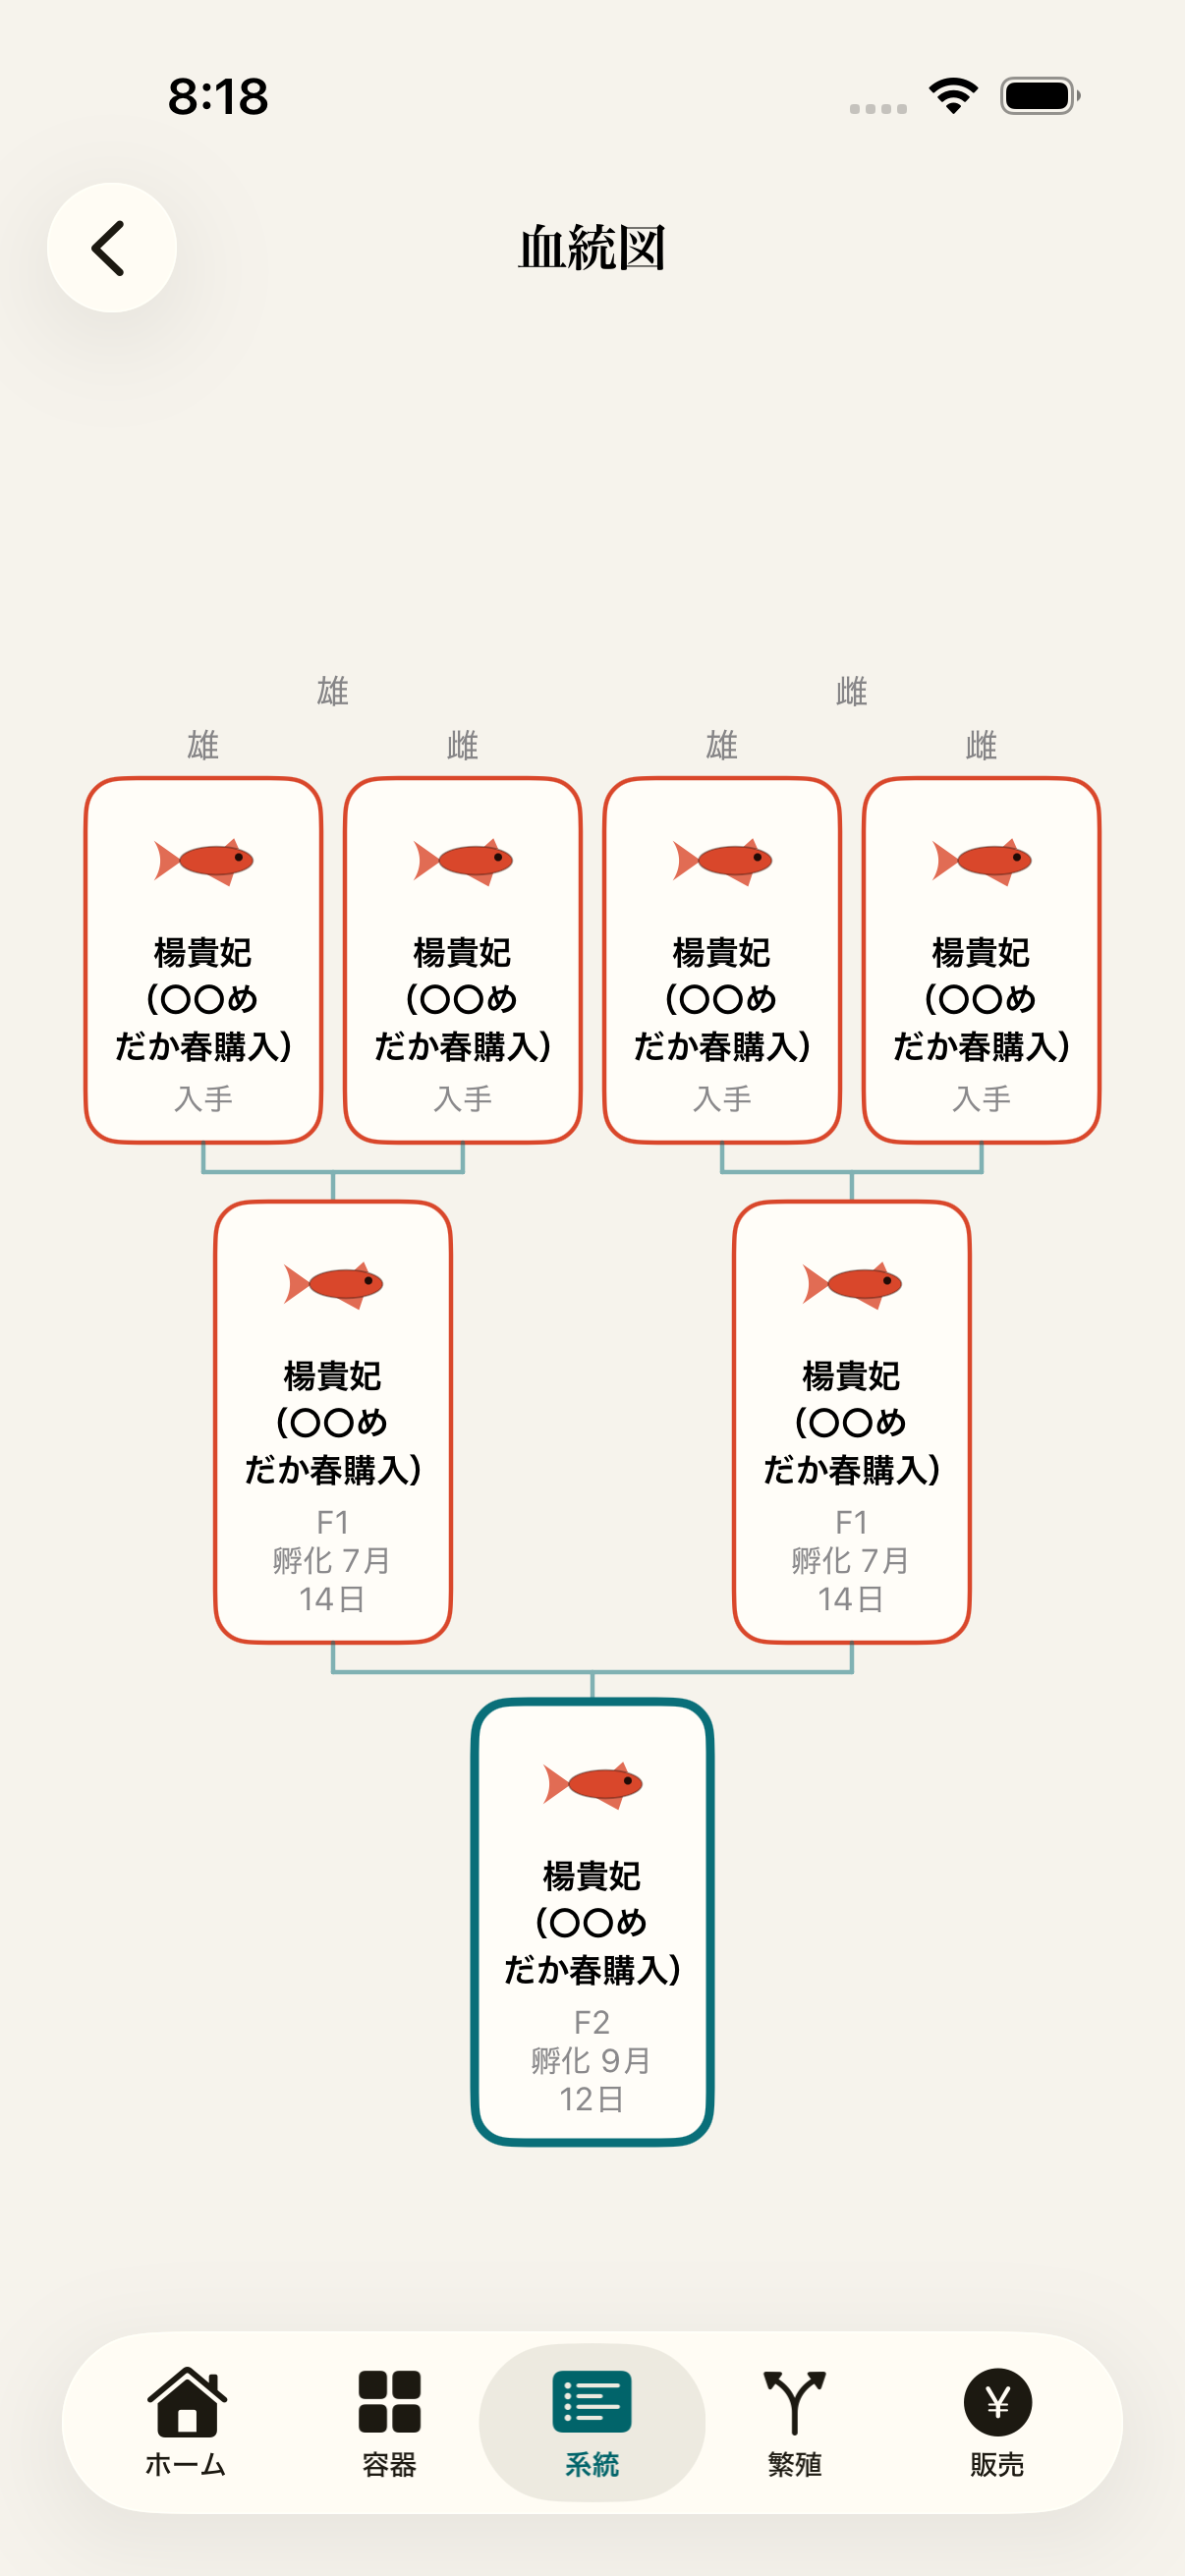 8:18
血統図
雄
雌
雄
雌
雄
雌
楊貴妃
（〇〇め
だか春購入）
入手
楊貴妃
（〇〇め
だか春購入）
入手
楊貴妃
（〇〇め
だか春購入）
入手
楊貴妃
（〇〇め
だか春購入）
入手
楊貴妃
（〇〇め
だか春購入）
F1
孵化 7月
14日
楊貴妃
（〇〇め
だか春購入）
F1
孵化 7月
14日
楊貴妃
（〇〇め
だか春購入）
F2
孵化 9月
12日
ホーム
容器
系統
繁殖
¥
販売